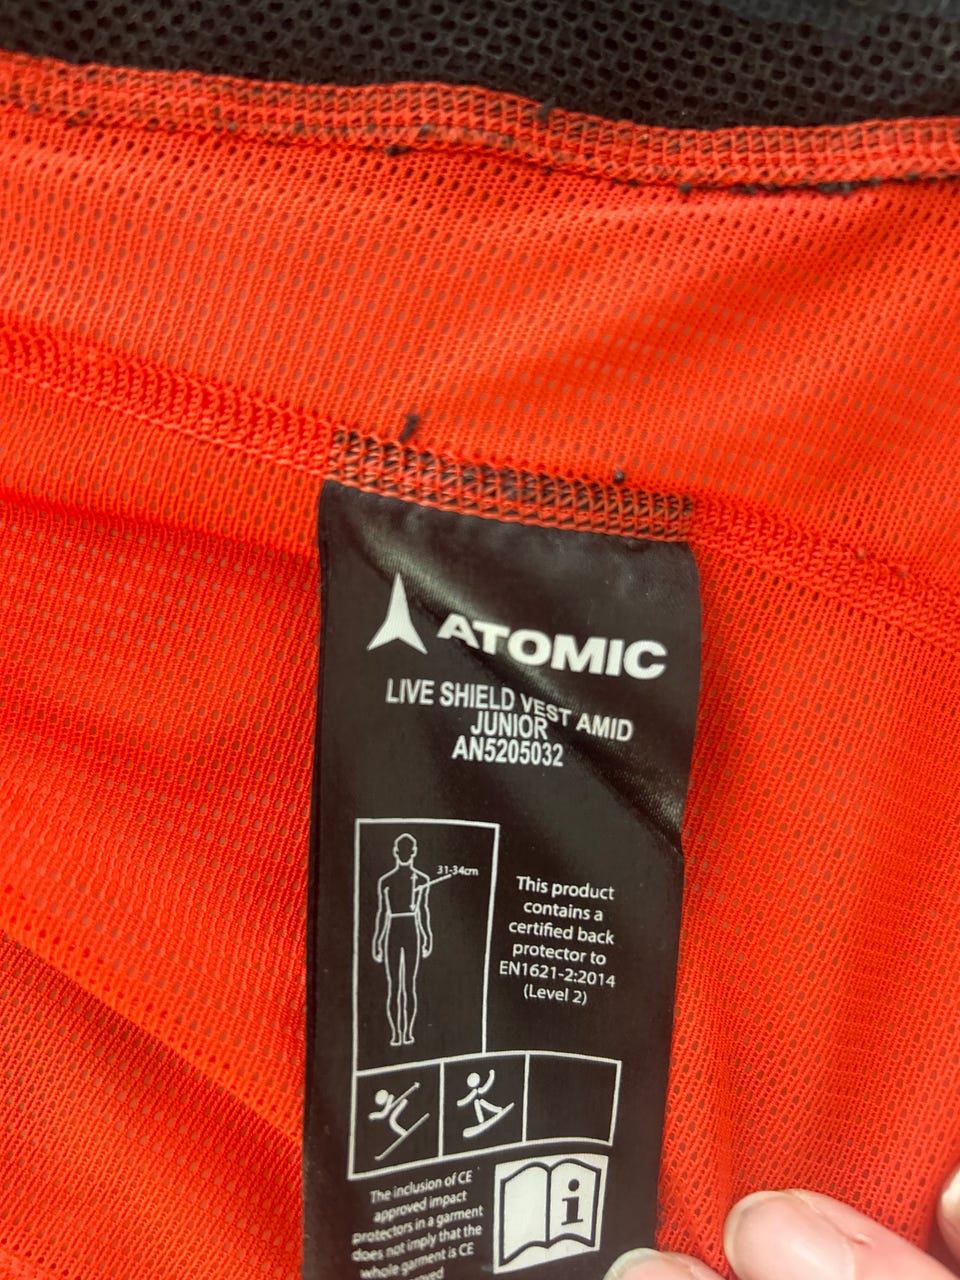 ATOMIC
LIVE SHIELD VEST AMID
JUNIOR
AN5205032
31-34cm
This product
contains a
certified back
protector to
EN1621-2:2014
(Level 2)
The inclusion of CE
approved impact
protectors in a garment
does not imply that the
whole garment is CE